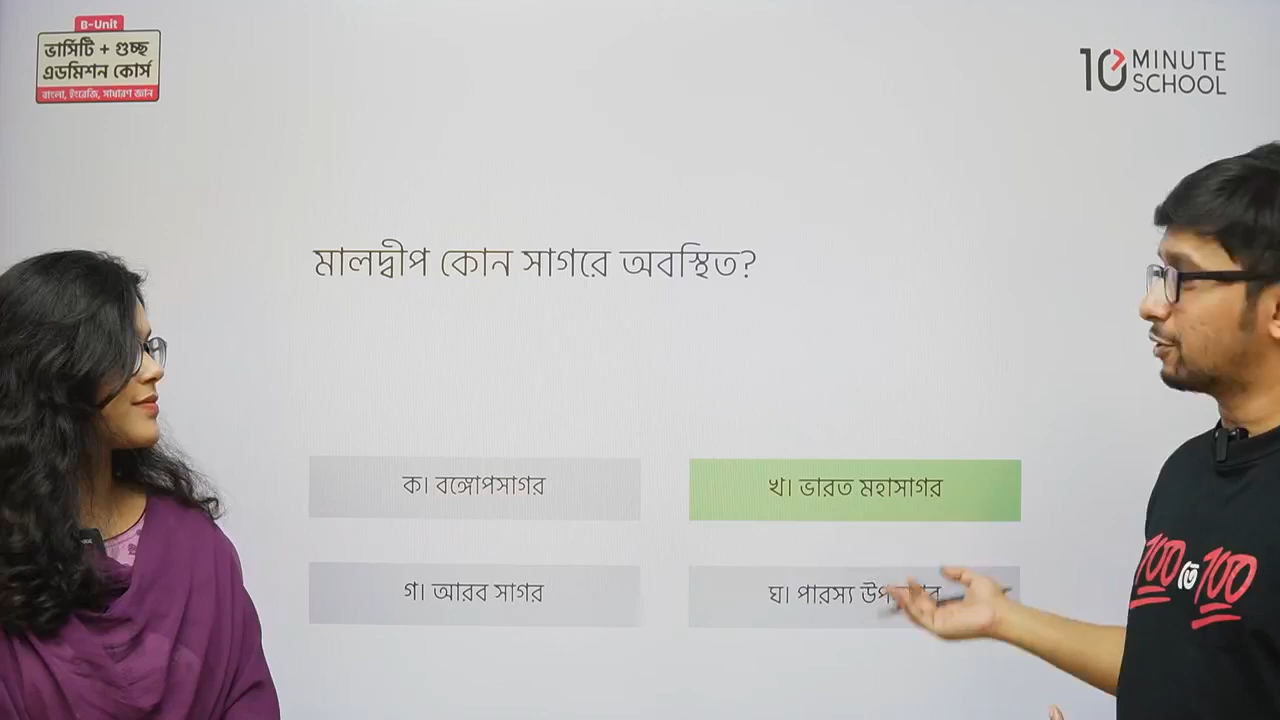 B-Unit
ভার্সিটি + গুচ্ছ
এডমিশন কোর্স
বাংলা, ইংরেজি, সাধারণ জ্ঞান
10 MINUTE
SCHOOL
মালদ্বীপ কোন সাগরে অবস্থিত?
ক। বঙ্গোপসাগর
খ। ভারত মহাসাগর
গ। আরব সাগর
ঘ। পারস্য
100 তে 100